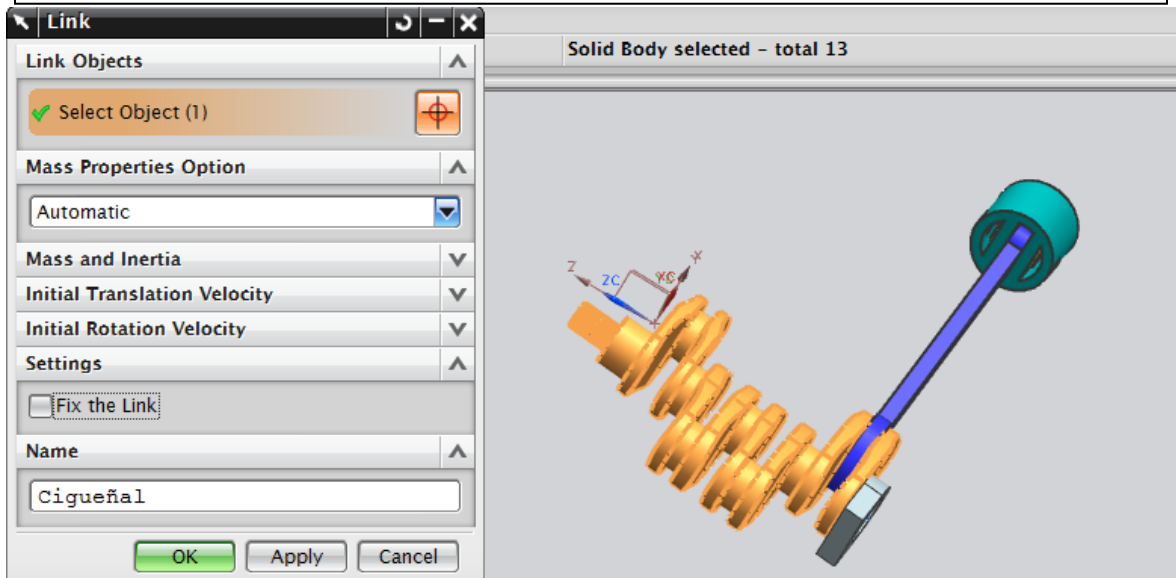 Link
Solid Body selected - total 13
Link Objects
Select Object (1)
Mass Properties Option
Automatic
Mass and Inertia
Initial Translation Velocity
Initial Rotation Velocity
Settings
Fix the Link
Name
Cigueñal
OK Apply Cancel
Z ZC XC X